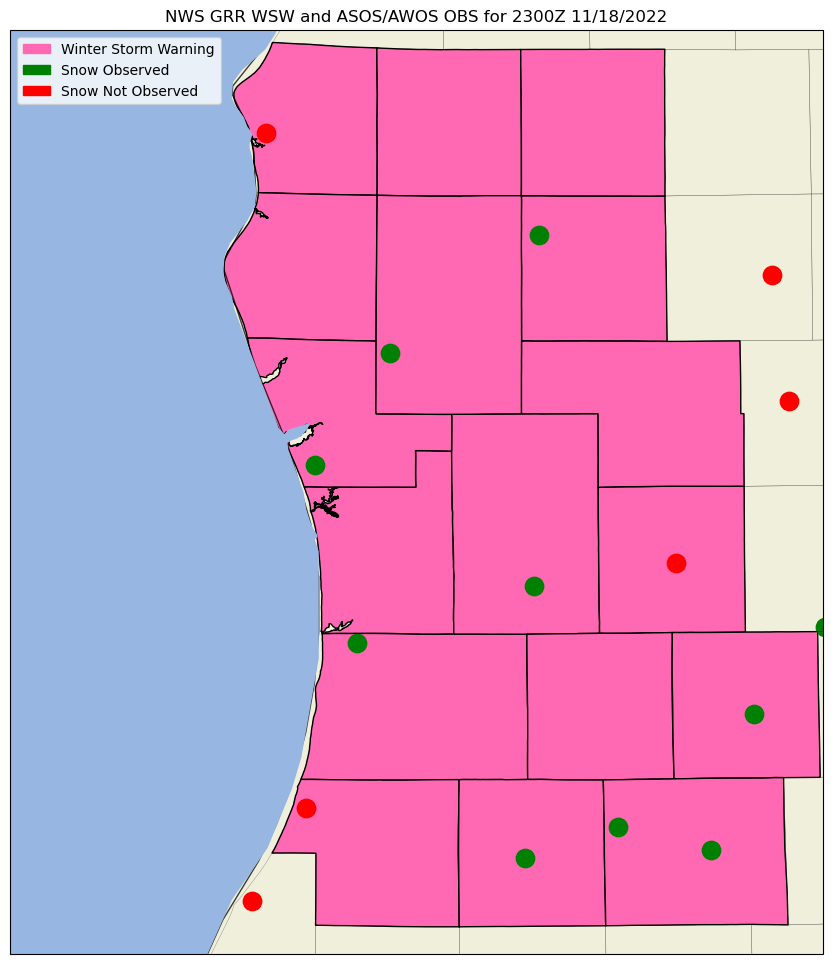 NWS GRR WSW and ASOS/AWOS OBS for 2300Z 11/18/2022
Winter Storm Warning
Snow Observed
Snow Not Observed